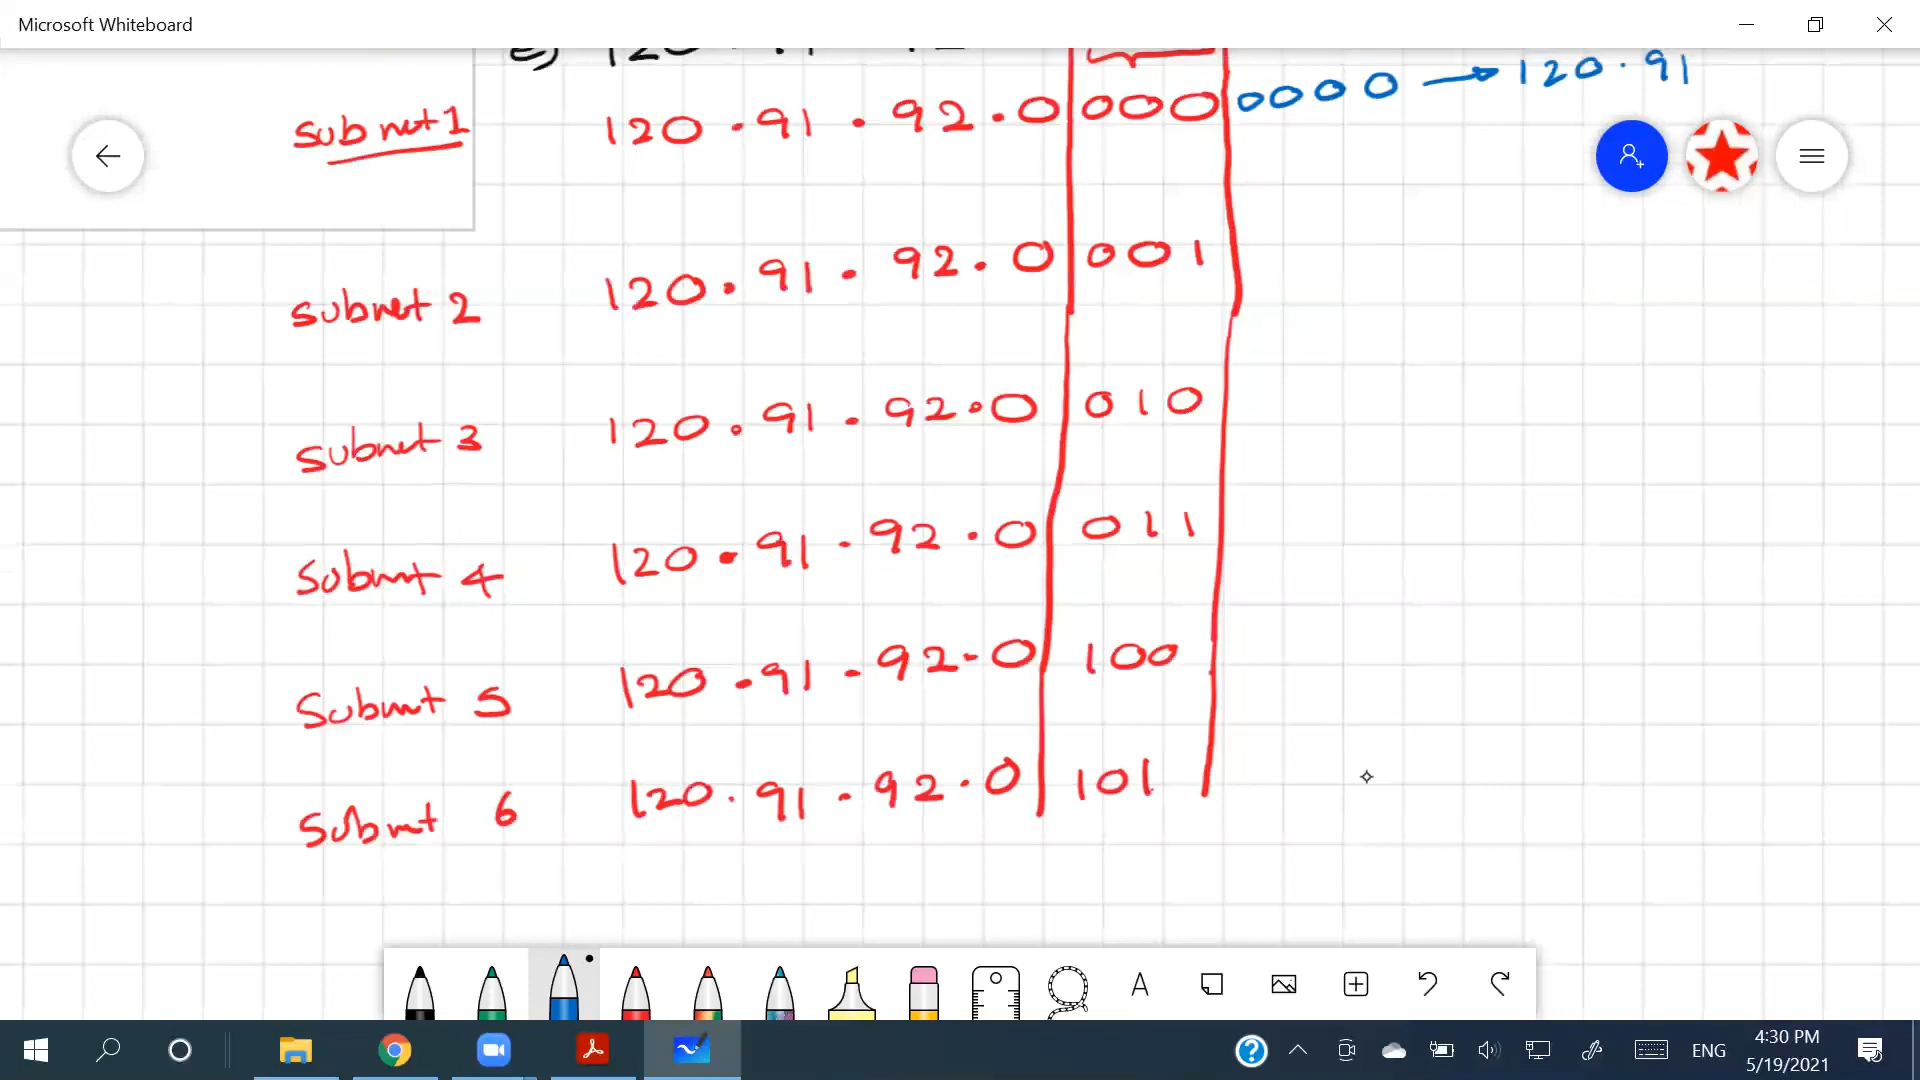 Microsoft Whiteboard
0000 → 120.91
subnet 1 120.91.92.0 000
subnet 2 120.91.92.0 001
subnet 3 120.91.92.0 010
Subnet 4 120.91.92.0 011
Subnet 5 120.91.92.0 100
Subnet 6 120.91.92.0 101
A
ENG
4:30 PM
5/19/2021